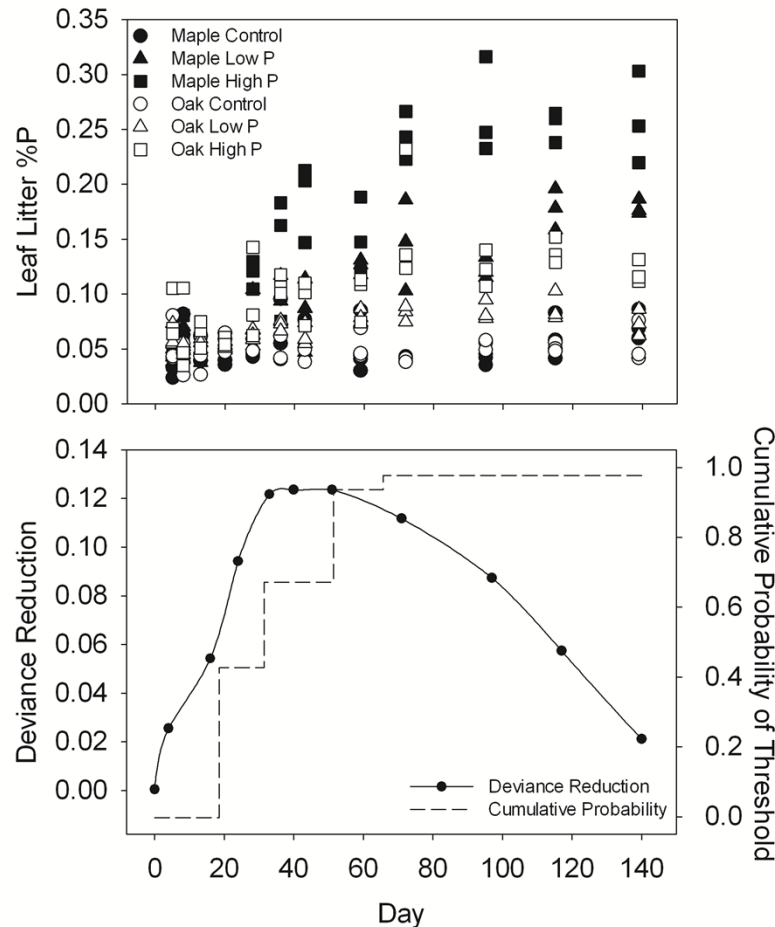 0.35
0.30
0.25
0.20
0.15
0.10
0.05
0.00
Leaf Litter %P
Maple Control
Maple Low P
Maple High P
Oak Control
Oak Low P
Oak High P
0.14
0.12
0.10
0.08
0.06
0.04
0.02
0.00
Deviance Reduction
1.0
0.8
0.6
0.4
0.2
0.0
Cumulative Probability of Threshold
Deviance Reduction
Cumulative Probability
0 20 40 60 80 100 120 140
Day